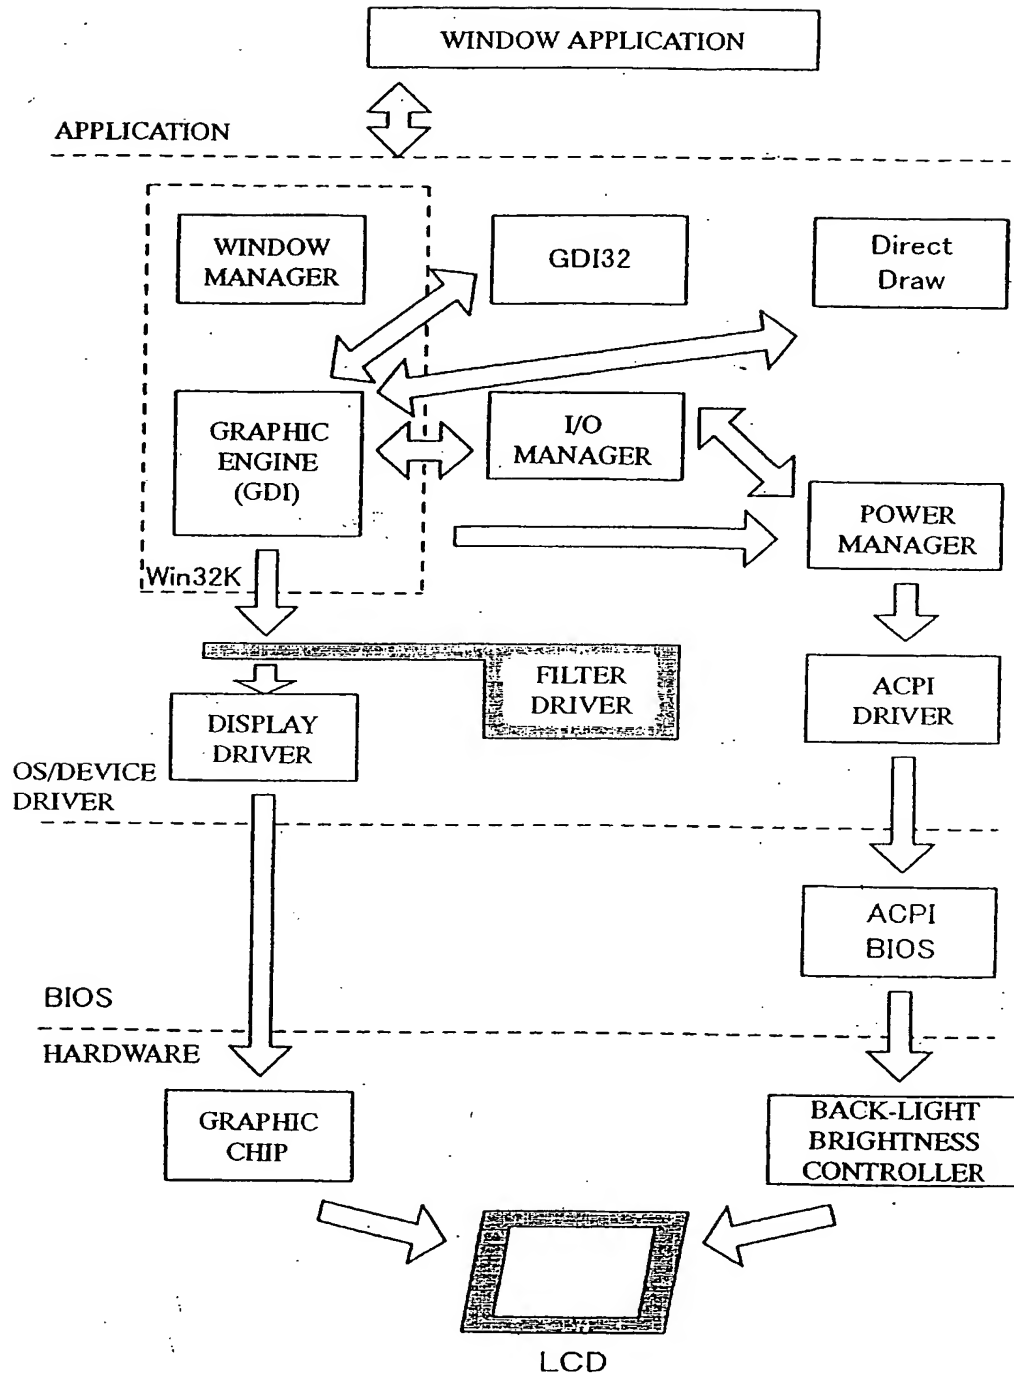 WINDOW APPLICATION
APPLICATION
WINDOW
MANAGER
GDI32
Direct
Draw
GRAPHIC
ENGINE
(GDI)
I/O
MANAGER
POWER
MANAGER
Win32K
FILTER
DRIVER
DISPLAY
DRIVER
ACPI
DRIVER
OS/DEVICE
DRIVER
ACPI
BIOS
BIOS
HARDWARE
GRAPHIC
CHIP
BACK-LIGHT
BRIGHTNESS
CONTROLLER
LCD